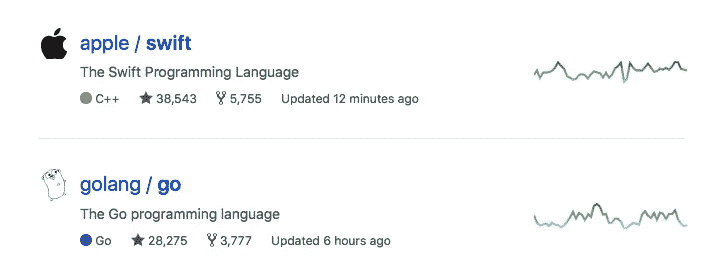 apple / swift
The Swift Programming Language
C++ 38,543 5,755 Updated 12 minutes ago
golang / go
The Go programming language
Go 28,275 3,777 Updated 6 hours ago